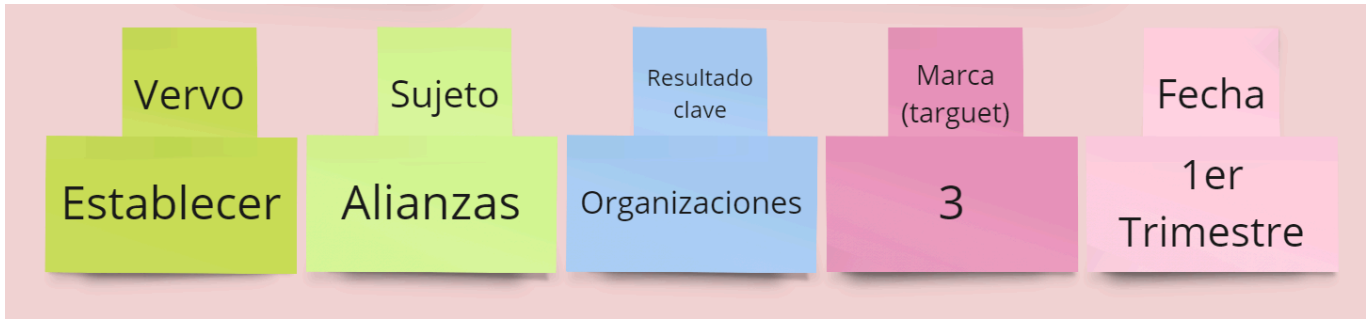 Vervo
Sujeto
Resultado
clave
Marca
(targuet)
Fecha
Establecer
Alianzas
Organizaciones
3
1er
Trimestre